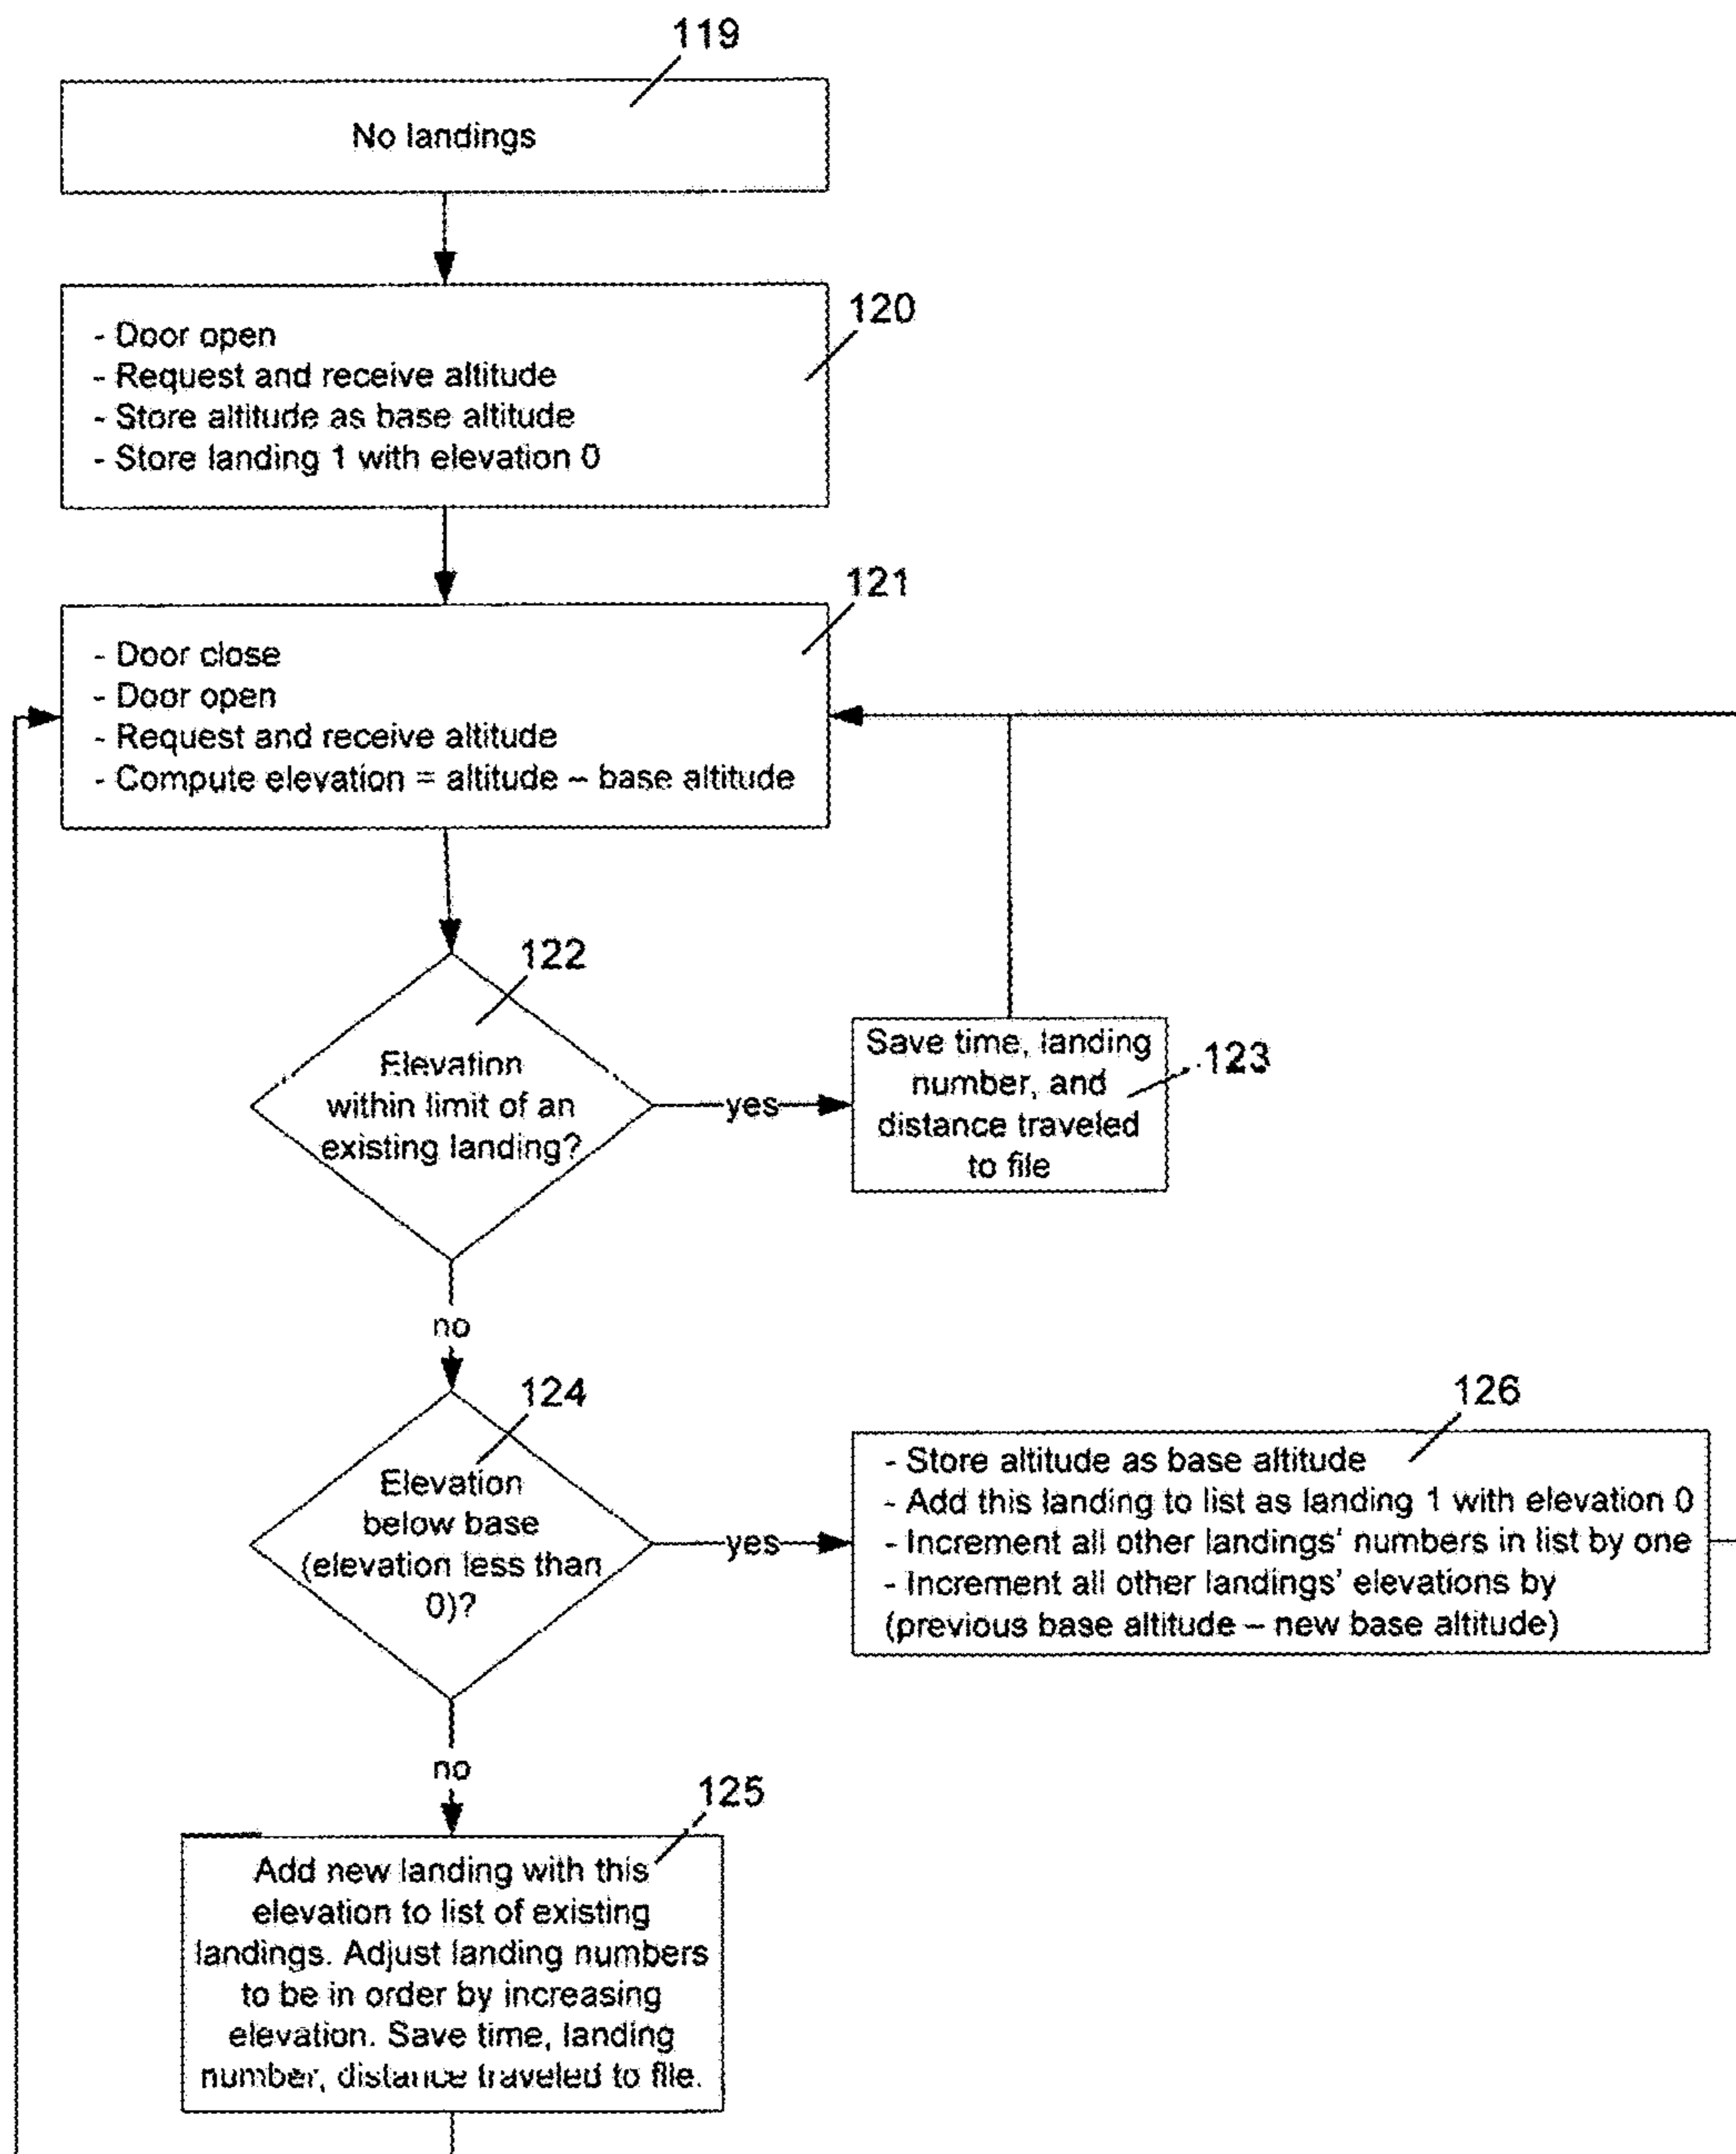 119
No landings
120
- Door open
- Request and receive altitude
- Store altitude as base altitude
- Store landing 1 with elevation 0
121
- Door close
- Door open
- Request and receive altitude
- Compute elevation = altitude – base altitude
122
Elevation
within limit of an
existing landing?
yes
Save time, landing
number, and
distance traveled
to file
123
no
124
Elevation
below base
(elevation less than
0)?
yes
126
- Store altitude as base altitude
- Add this landing to list as landing 1 with elevation 0
- Increment all other landings' numbers in list by one
- Increment all other landings' elevations by
(previous base altitude – new base altitude)
no
125
Add new landing with this
elevation to list of existing
landings. Adjust landing numbers
to be in order by increasing
elevation. Save time, landing
number, distance traveled to file.